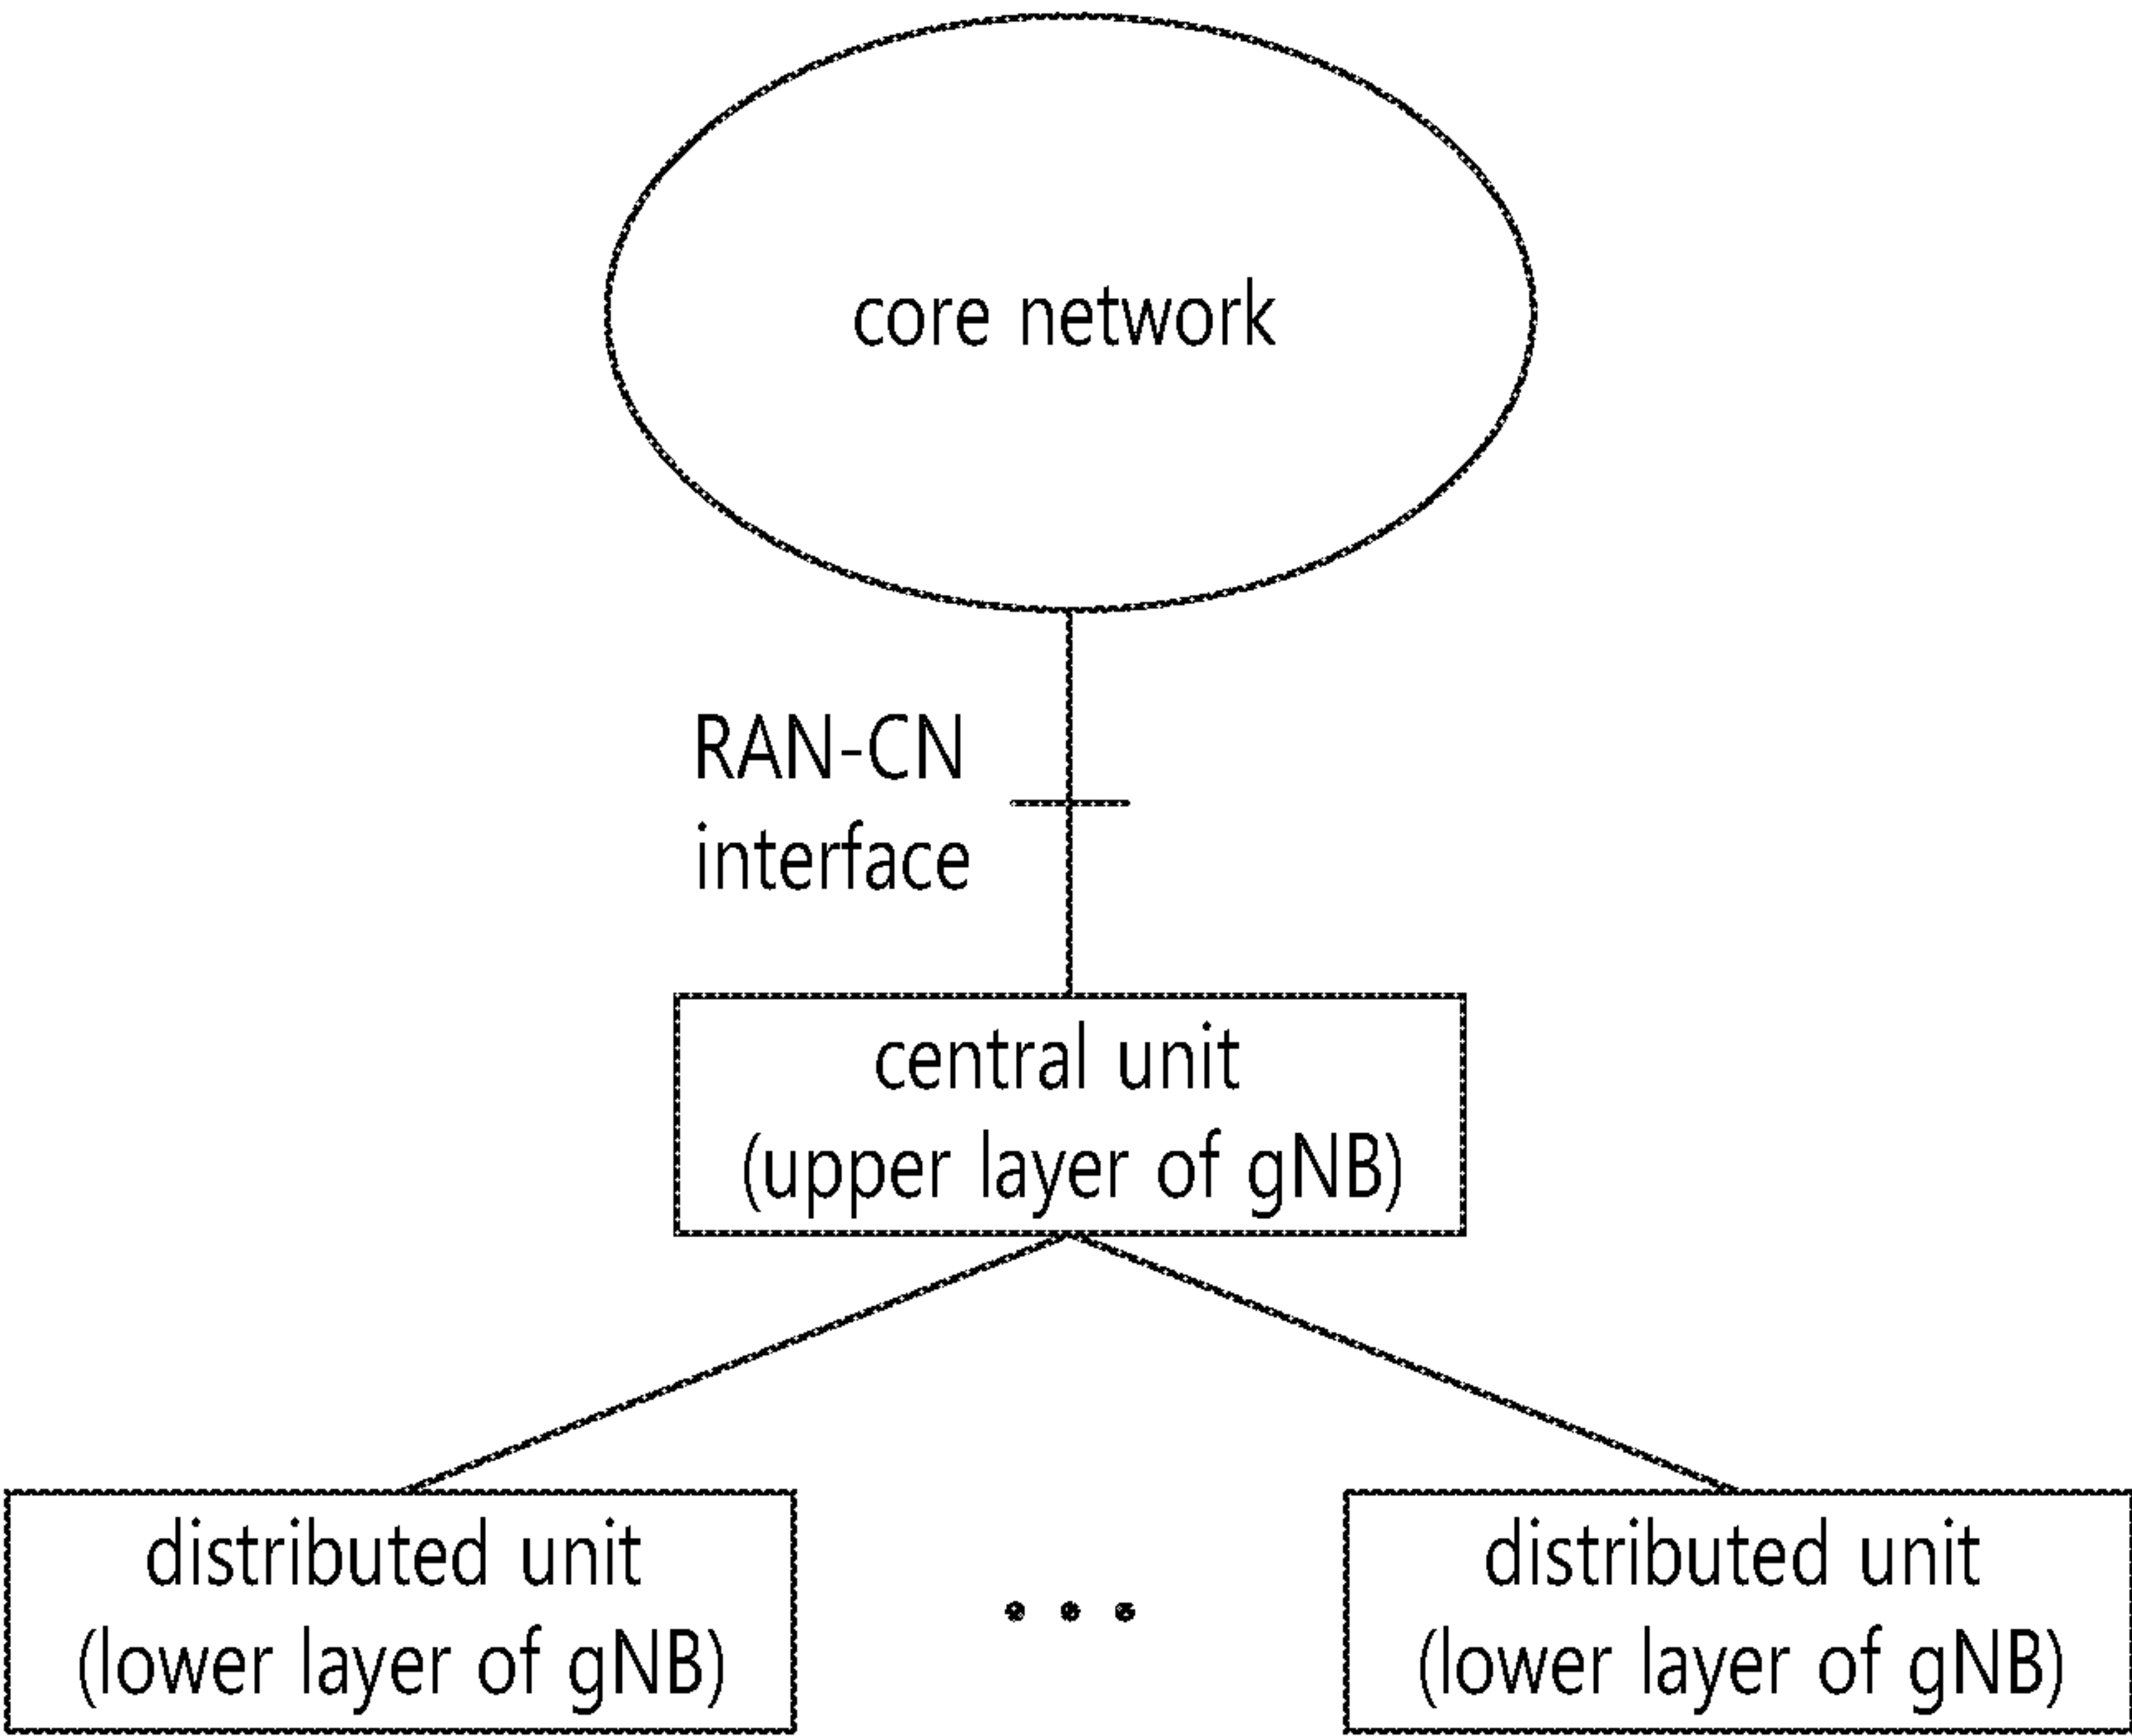 core network
RAN-CN
interface
central unit
(upper layer of gNB)
distributed unit
(lower layer of gNB)
distributed unit
(lower layer of gNB)